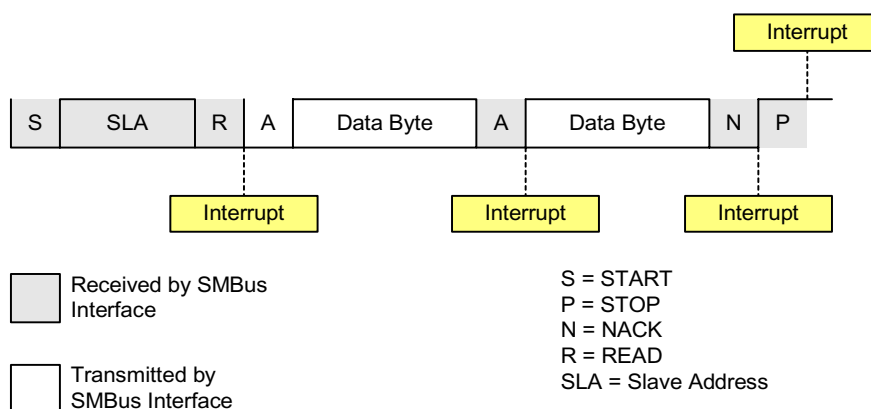 Interrupt
S SLA R A Data Byte A Data Byte N P
Interrupt Interrupt Interrupt
Received by SMBus
Interface
Transmitted by
SMBus Interface
S = START
P = STOP
N = NACK
R = READ
SLA = Slave Address